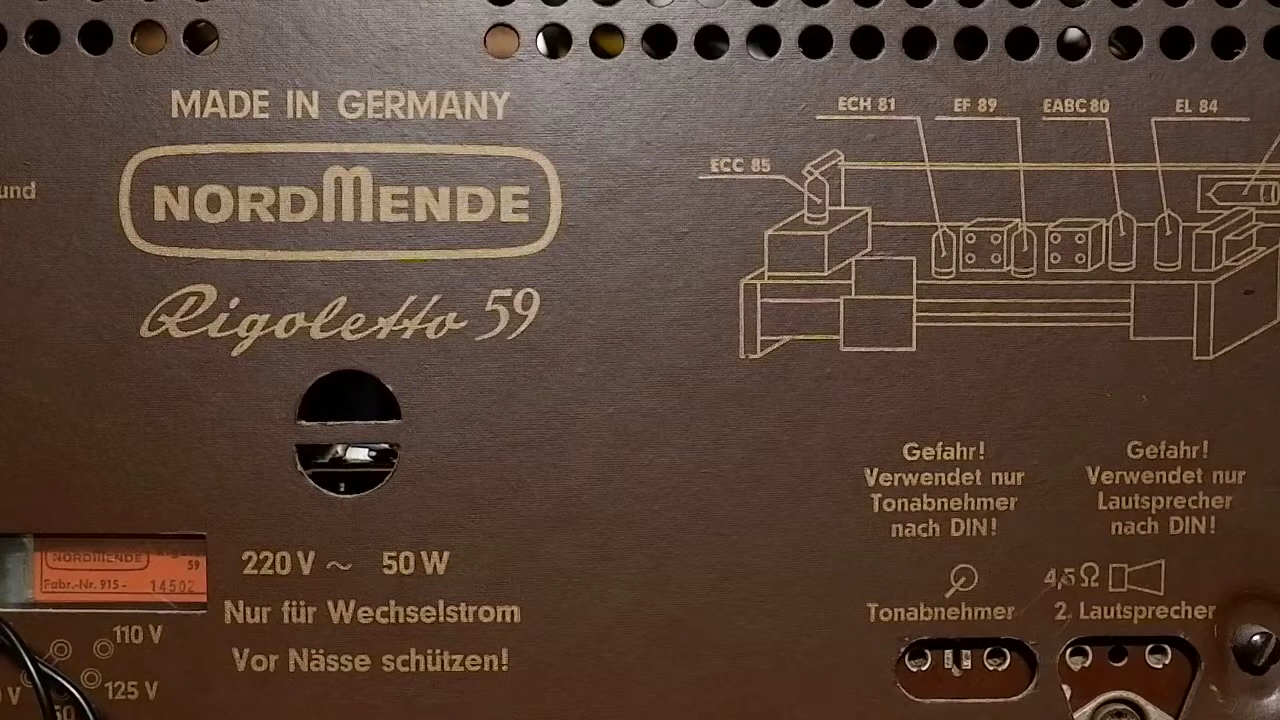 MADE IN GERMANY
NORDMENDE
Rigoletto 59
und
ECH 81
EF 89
EABC 80
EL 84
ECC 85
Gefahr!
Verwendet nur
Tonabnehmer
nach DIN!
Gefahr!
Verwendet nur
Lautsprecher
nach DIN!
NORDMENDE
59
Fabr.-Nr. 915 - 14502
220 V ~ 50 W
Nur für Wechselstrom
Vor Nässe schützen!
110 V
125 V
V
4,5 Ω
Tonabnehmer
2. Lautsprecher